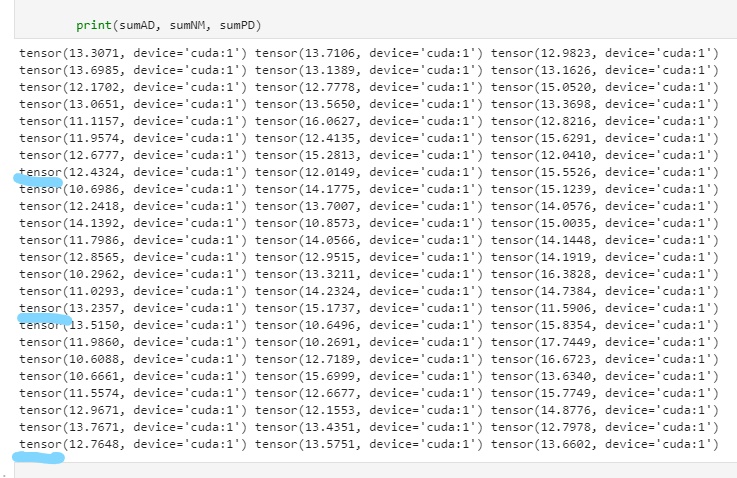 print(sumAD, sumNM, sumPD)
tensor(13.3071, device='cuda:1') tensor(13.7106, device='cuda:1') tensor(12.9823, device='cuda:1')
tensor(13.6985, device='cuda:1') tensor(13.1389, device='cuda:1') tensor(13.1626, device='cuda:1')
tensor(12.1702, device='cuda:1') tensor(12.7778, device='cuda:1') tensor(15.0520, device='cuda:1')
tensor(13.0651, device='cuda:1') tensor(13.5650, device='cuda:1') tensor(13.3698, device='cuda:1')
tensor(11.1157, device='cuda:1') tensor(16.0627, device='cuda:1') tensor(12.8216, device='cuda:1')
tensor(11.9574, device='cuda:1') tensor(12.4135, device='cuda:1') tensor(15.6291, device='cuda:1')
tensor(12.6777, device='cuda:1') tensor(15.2813, device='cuda:1') tensor(12.0410, device='cuda:1')
tensor(12.4324, device='cuda:1') tensor(12.0149, device='cuda:1') tensor(15.5526, device='cuda:1')
tensor(10.6986, device='cuda:1') tensor(14.1775, device='cuda:1') tensor(15.1239, device='cuda:1')
tensor(12.2418, device='cuda:1') tensor(13.7007, device='cuda:1') tensor(14.0576, device='cuda:1')
tensor(14.1392, device='cuda:1') tensor(10.8573, device='cuda:1') tensor(15.0035, device='cuda:1')
tensor(11.7986, device='cuda:1') tensor(14.0566, device='cuda:1') tensor(14.1448, device='cuda:1')
tensor(12.8565, device='cuda:1') tensor(12.9515, device='cuda:1') tensor(14.1919, device='cuda:1')
tensor(10.2962, device='cuda:1') tensor(13.3211, device='cuda:1') tensor(16.3828, device='cuda:1')
tensor(11.0293, device='cuda:1') tensor(14.2324, device='cuda:1') tensor(14.7384, device='cuda:1')
tensor(13.2357, device='cuda:1') tensor(15.1737, device='cuda:1') tensor(11.5906, device='cuda:1')
tensor(13.5150, device='cuda:1') tensor(10.6496, device='cuda:1') tensor(15.8354, device='cuda:1')
tensor(11.9860, device='cuda:1') tensor(10.2691, device='cuda:1') tensor(17.7449, device='cuda:1')
tensor(10.6088, device='cuda:1') tensor(12.7189, device='cuda:1') tensor(16.6723, device='cuda:1')
tensor(10.6661, device='cuda:1') tensor(15.6999, device='cuda:1') tensor(13.6340, device='cuda:1')
tensor(11.5574, device='cuda:1') tensor(12.6677, device='cuda:1') tensor(15.7749, device='cuda:1')
tensor(12.9671, device='cuda:1') tensor(12.1553, device='cuda:1') tensor(14.8776, device='cuda:1')
tensor(13.7671, device='cuda:1') tensor(13.4351, device='cuda:1') tensor(12.7978, device='cuda:1')
tensor(12.7648, device='cuda:1') tensor(13.5751, device='cuda:1') tensor(13.6602, device='cuda:1')